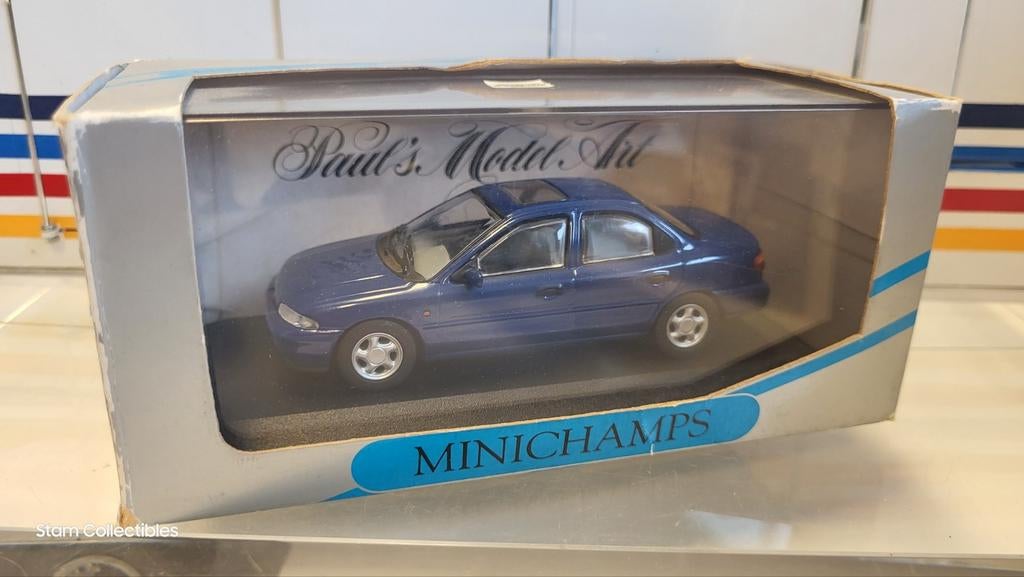 Paul's Model Art
MINICHAMPS
Stam Collectibles